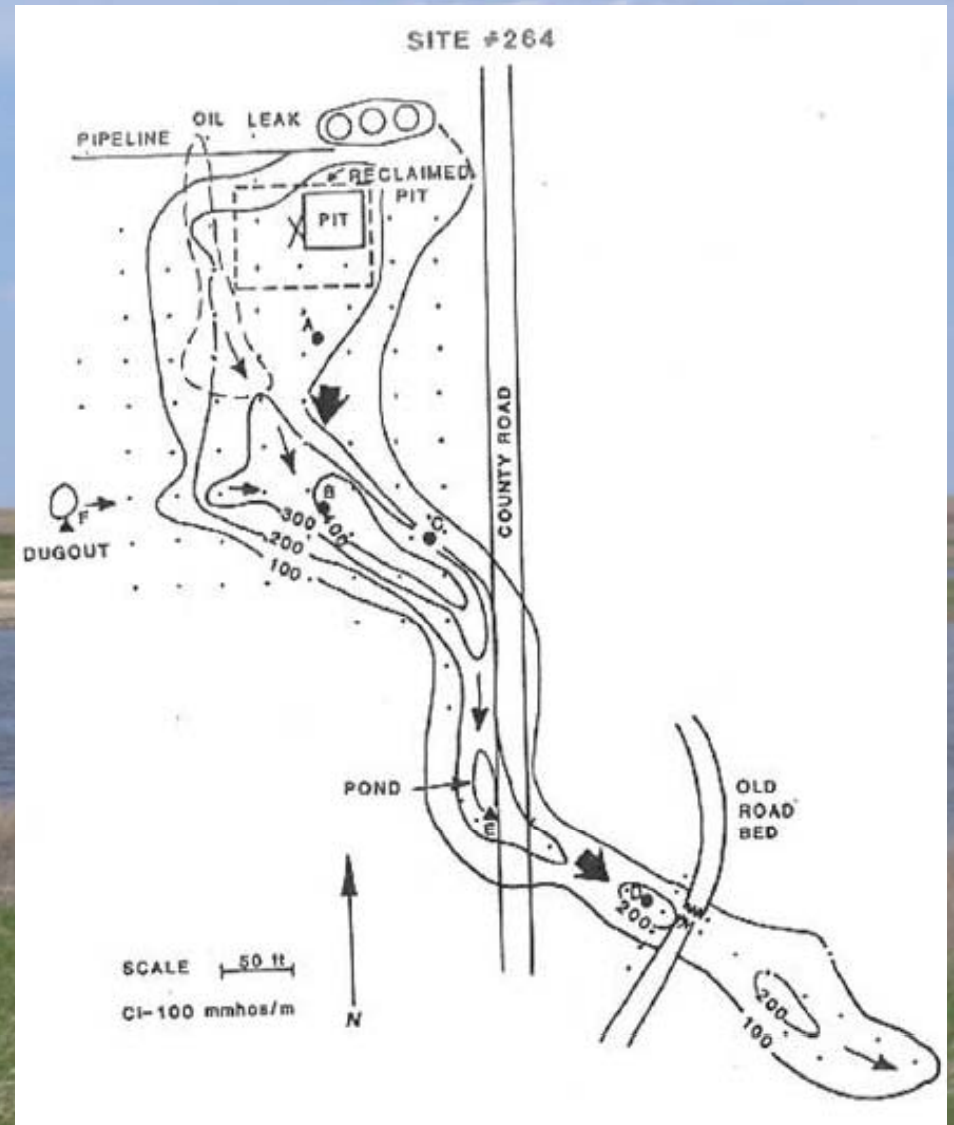 SITE #264
OIL LEAK
PIPELINE
RECLAIMED
PIT
PIT
A
COUNTY ROAD
B
400
C
300
200
100
F
DUGOUT
POND
E
OLD
ROAD
BED
D
200
SCALE 50 ft
CI-100 mmhos/m
N
200
100